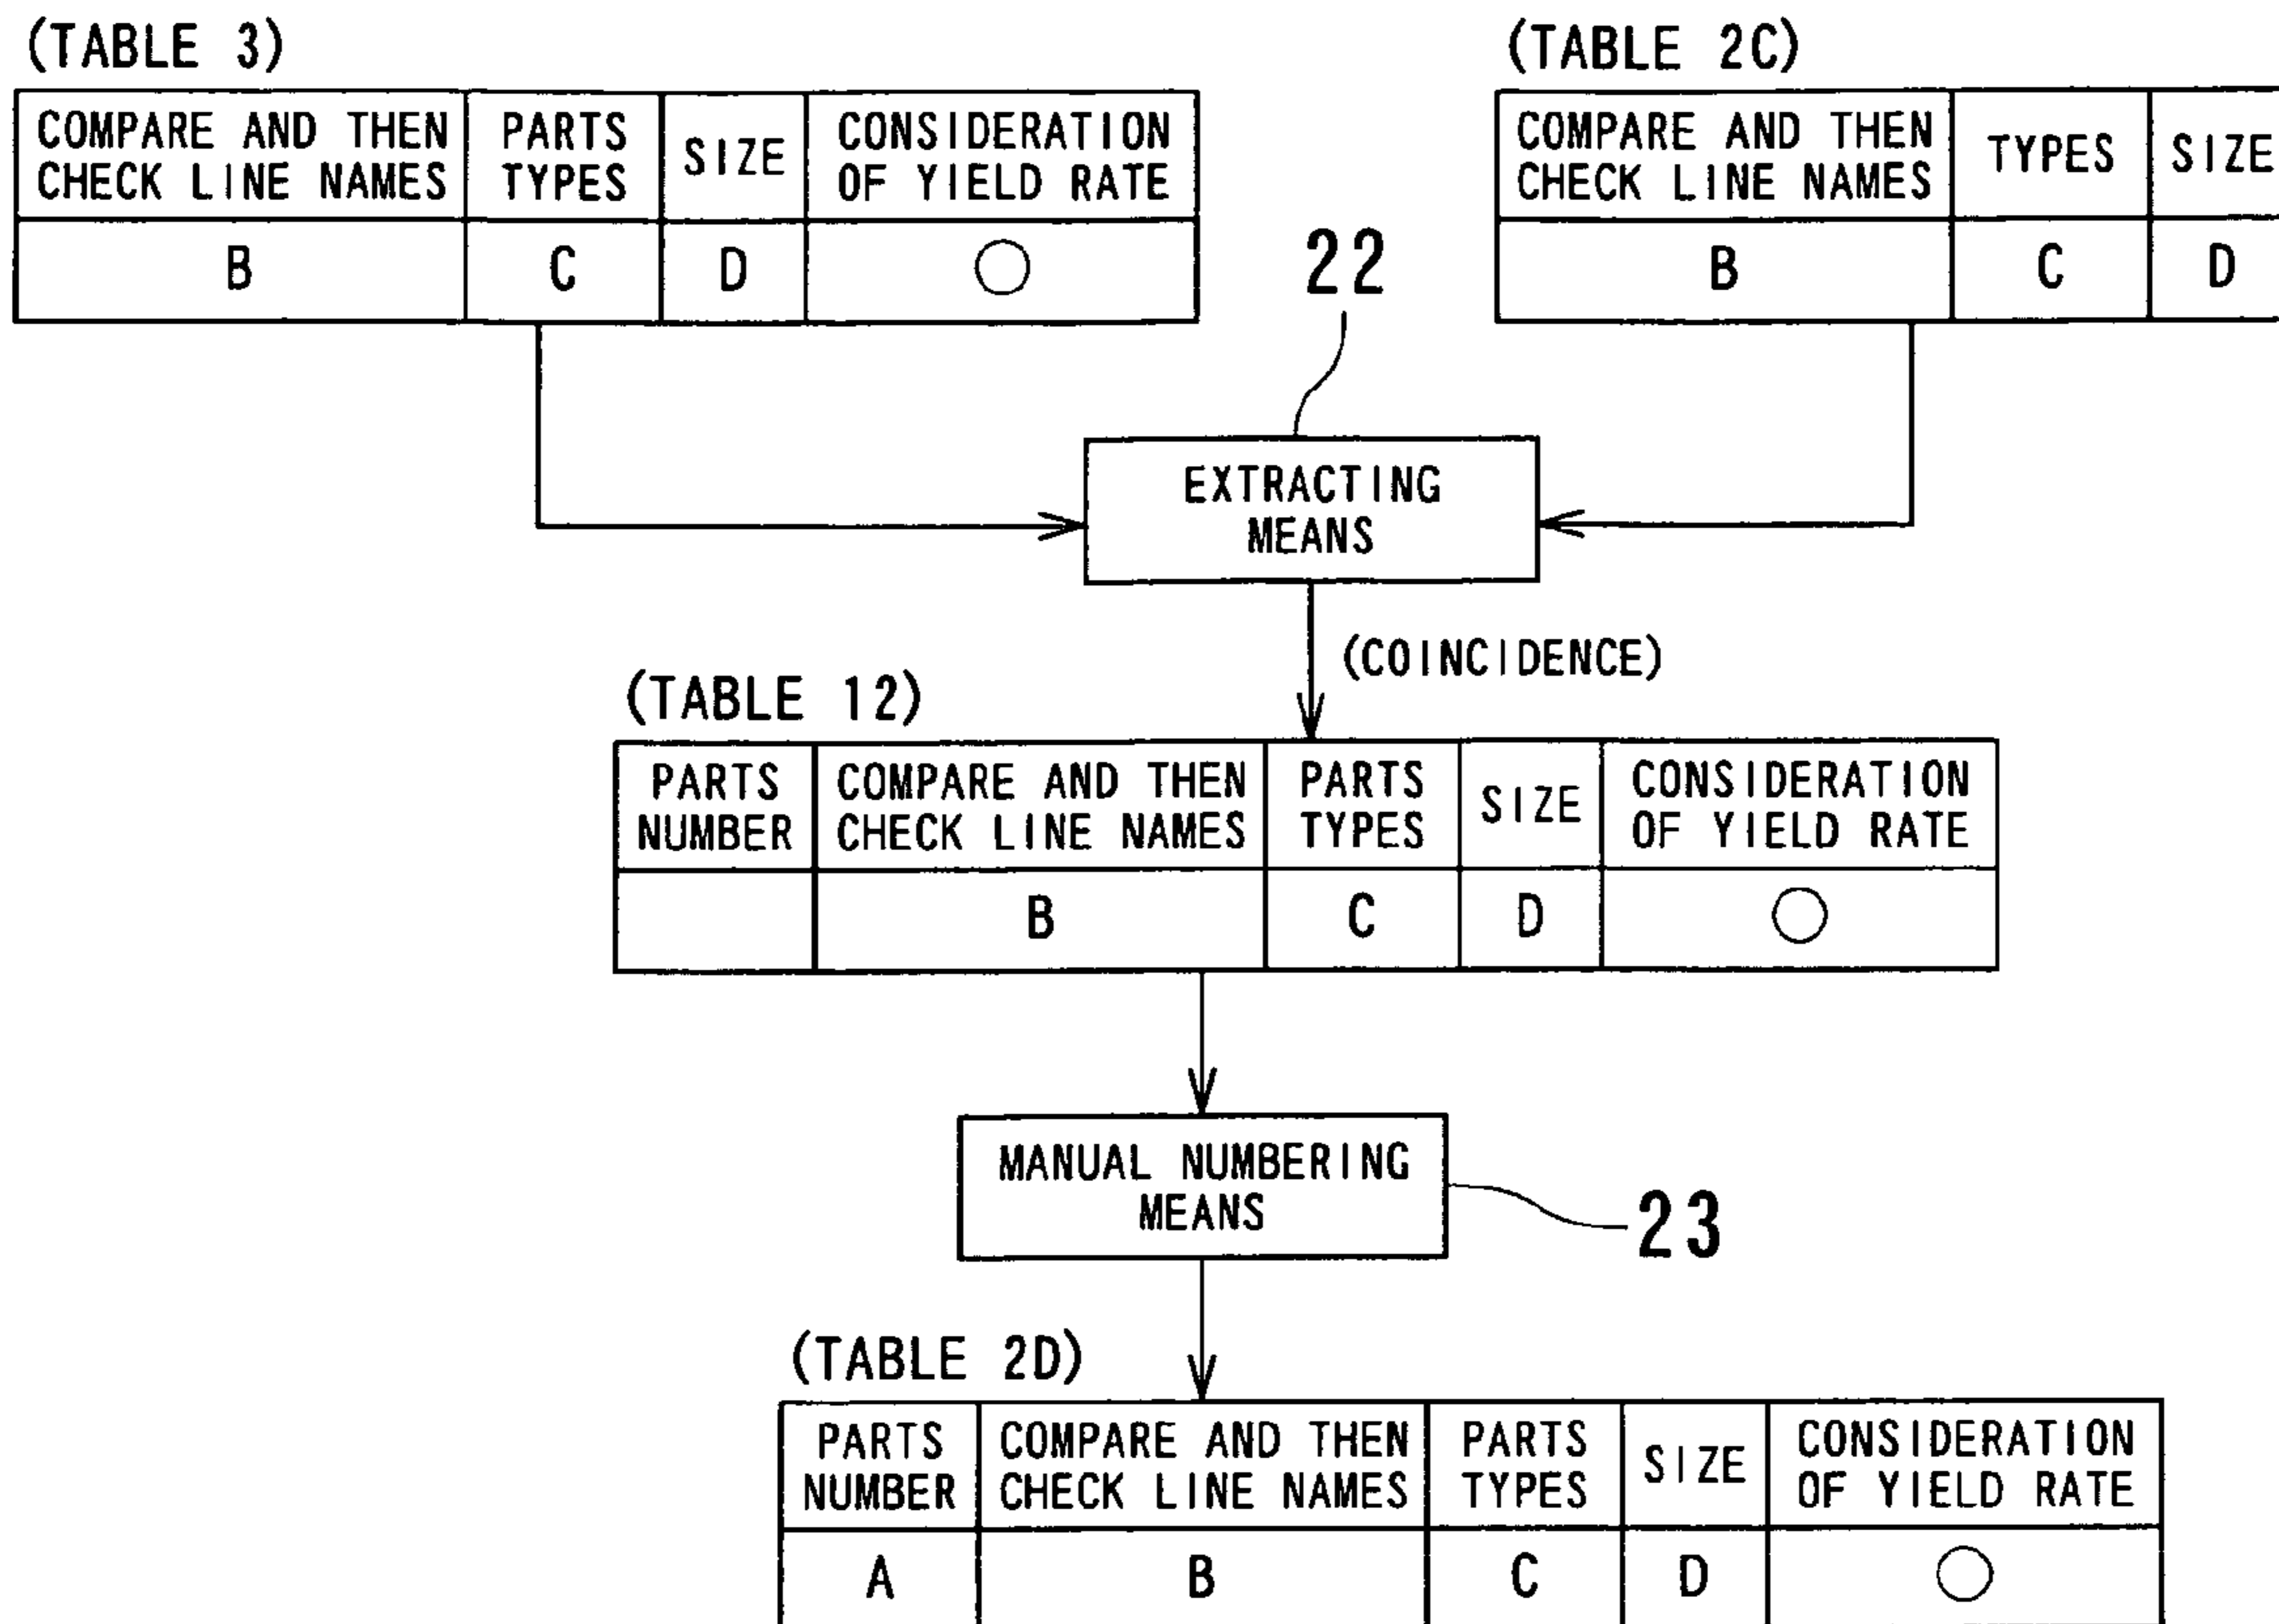 (TABLE 3)
COMPARE AND THEN CHECK LINE NAMES PARTS TYPES SIZE CONSIDERATION OF YIELD RATE
B C D ○
(TABLE 2C)
COMPARE AND THEN CHECK LINE NAMES TYPES SIZE
B C D
22
EXTRACTING
MEANS
(COINCIDENCE)
(TABLE 12)
PARTS NUMBER COMPARE AND THEN CHECK LINE NAMES PARTS TYPES SIZE CONSIDERATION OF YIELD RATE
B C D ○
MANUAL NUMBERING
MEANS
23
(TABLE 2D)
PARTS NUMBER COMPARE AND THEN CHECK LINE NAMES PARTS TYPES SIZE CONSIDERATION OF YIELD RATE
A B C D ○